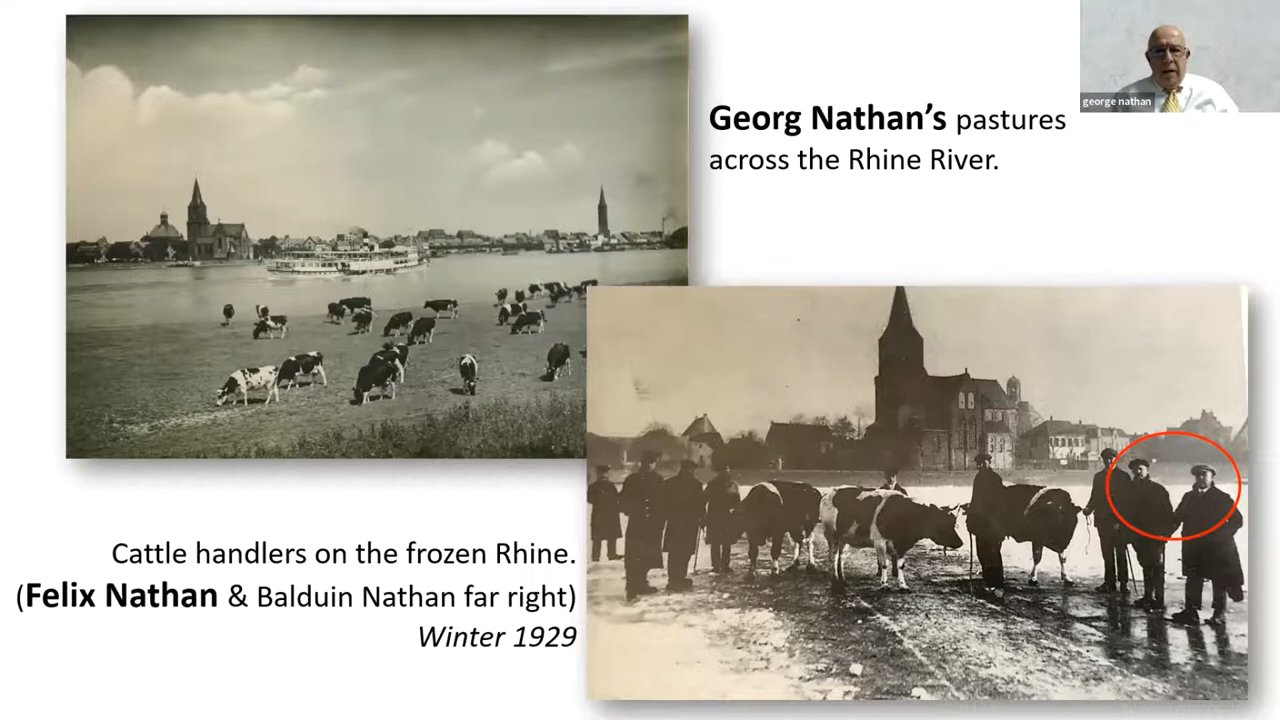 george nathan
Georg Nathan's pastures
across the Rhine River.
Cattle handlers on the frozen Rhine.
(Felix Nathan & Balduin Nathan far right)
Winter 1929